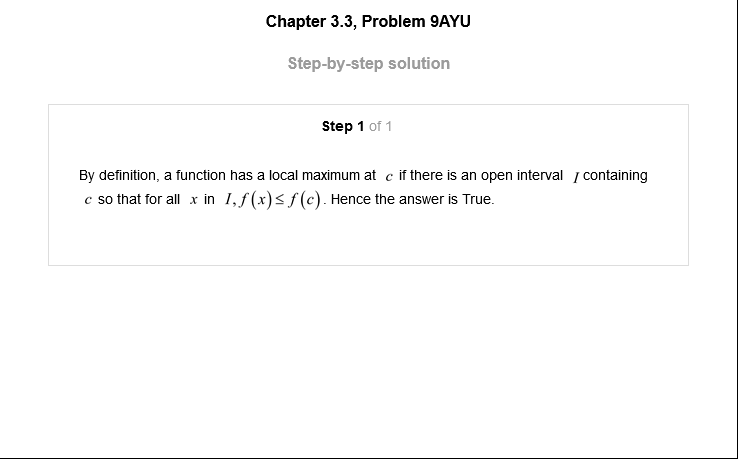 Chapter 3.3, Problem 9AYU
Step-by-step solution
Step 1 of 1
By definition, a function has a local maximum at c if there is an open interval I containing
c so that for all x in I, f(x) ≤ f(c). Hence the answer is True.